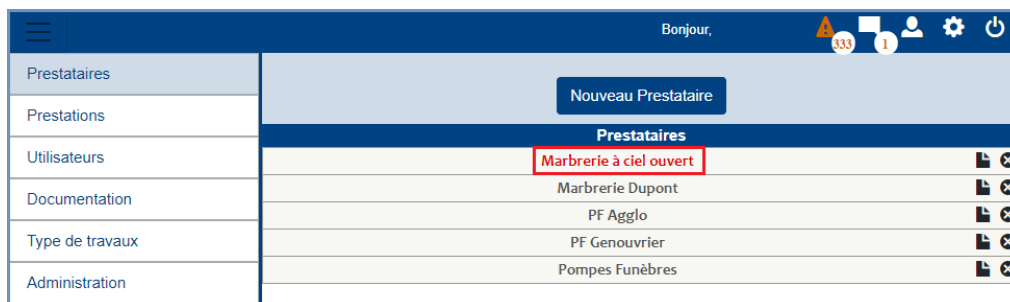 Bonjour,
333
1
Prestataires
Prestations
Utilisateurs
Documentation
Type de travaux
Administration
Nouveau Prestataire
Prestataires
Marbrerie à ciel ouvert
Marbrerie Dupont
PF Agglo
PF Genouvrier
Pompes Funèbres